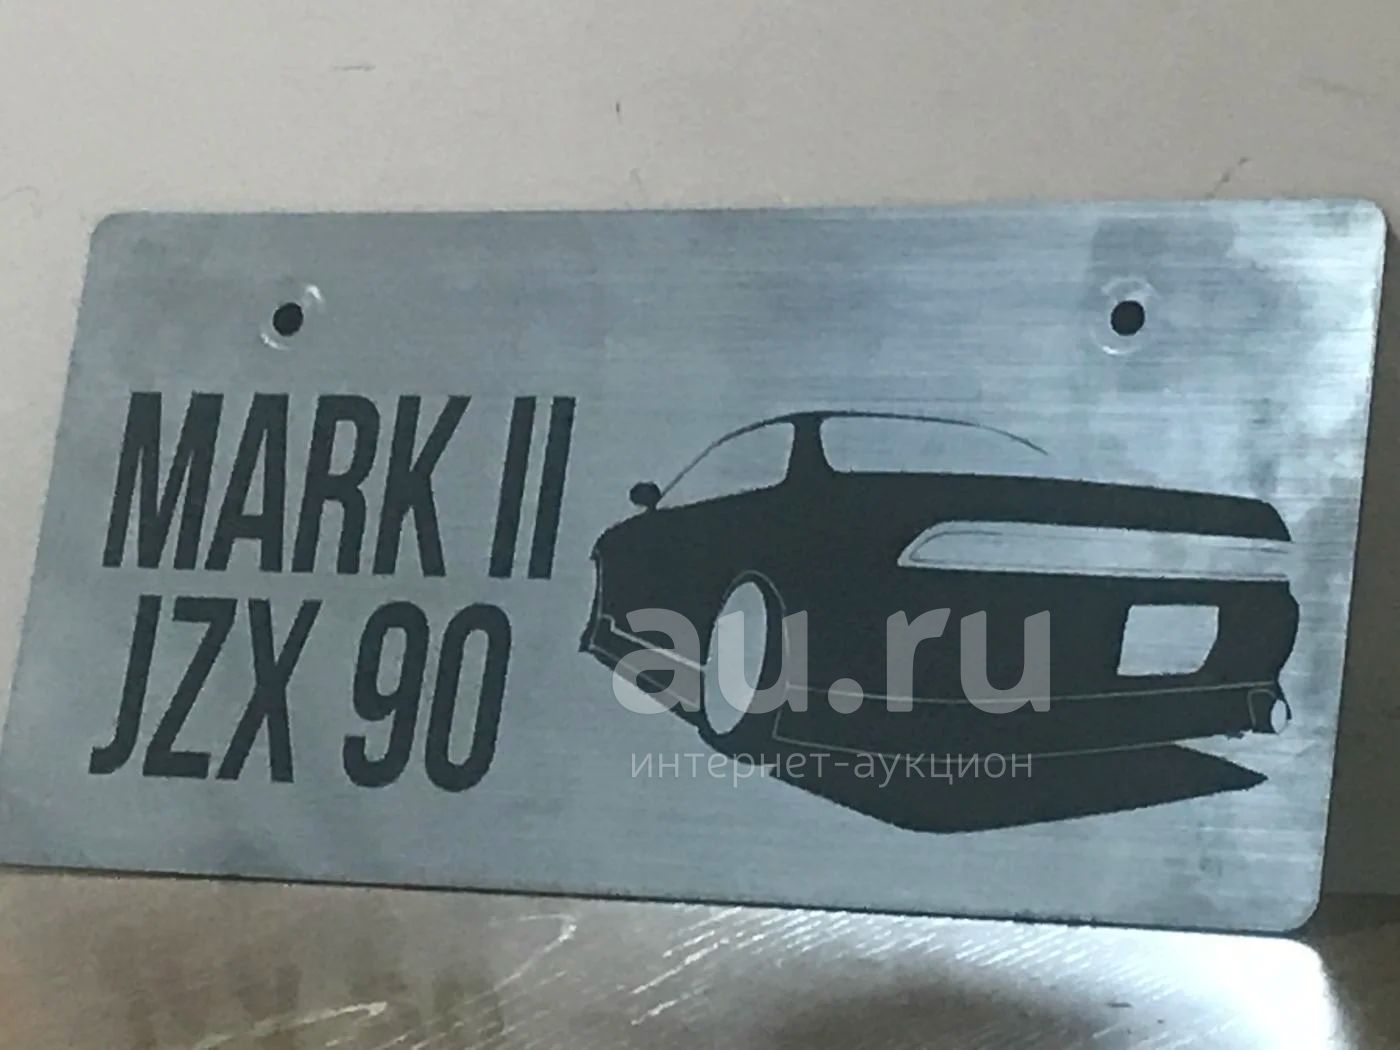 MARK II
JZX 90
au.ru
интернет-аукцион